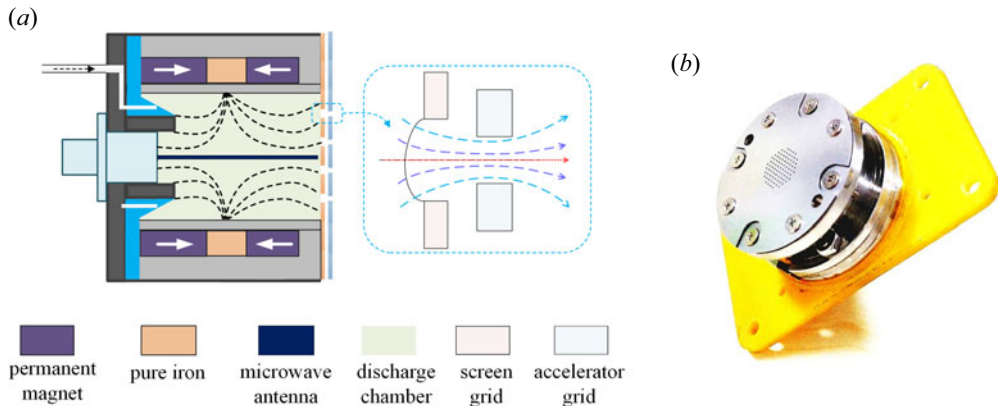 (a)
(b)
permanent
magnet
pure iron
microwave
antenna
discharge
chamber
screen
grid
accelerator
grid